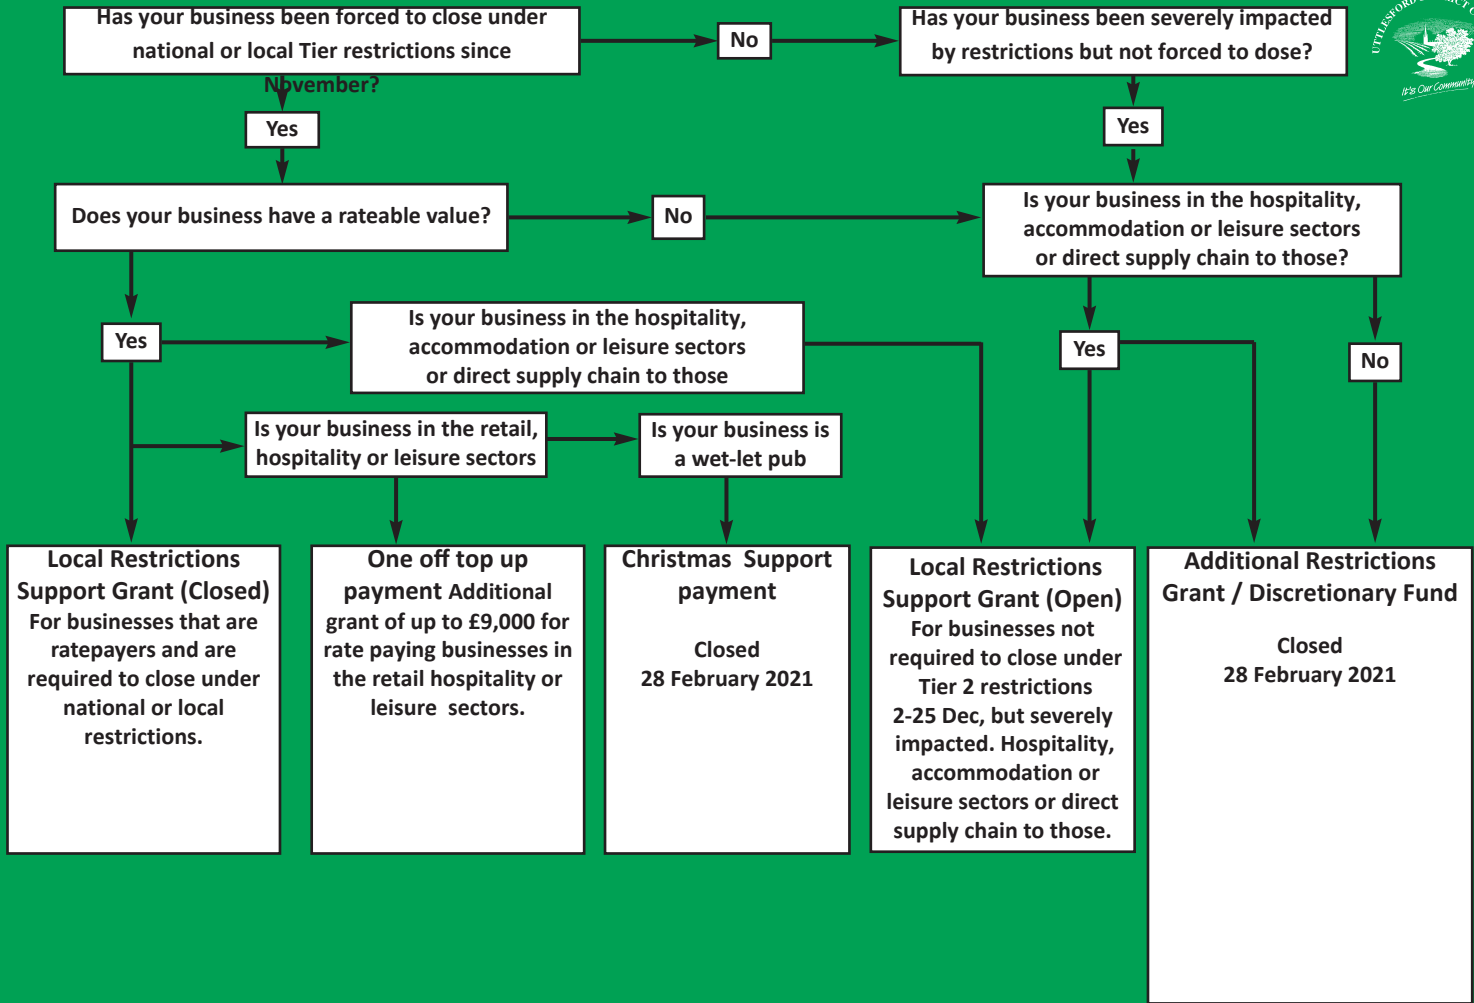 Has your business been forced to close under
national or local Tier restrictions since
November?
No
Has your business been severely impacted
by restrictions but not forced to dose?
It's Our Community
Yes
Yes
Does your business have a rateable value?
No
Is your business in the hospitality,
accommodation or leisure sectors
or direct supply chain to those?
Yes
Is your business in the hospitality,
accommodation or leisure sectors
or direct supply chain to those
Yes
No
Is your business in the retail,
hospitality or leisure sectors
Is your business is
a wet-let pub
Local Restrictions
Support Grant (Closed)
For businesses that are
ratepayers and are
required to close under
national or local
restrictions.
One off top up
payment Additional
grant of up to £9,000 for
rate paying businesses in
the retail hospitality or
leisure sectors.
Christmas Support
payment
Closed
28 February 2021
Local Restrictions
Support Grant (Open)
For businesses not
required to close under
Tier 2 restrictions
2-25 Dec, but severely
impacted. Hospitality,
accommodation or
leisure sectors or direct
supply chain to those.
Additional Restrictions
Grant / Discretionary Fund
Closed
28 February 2021